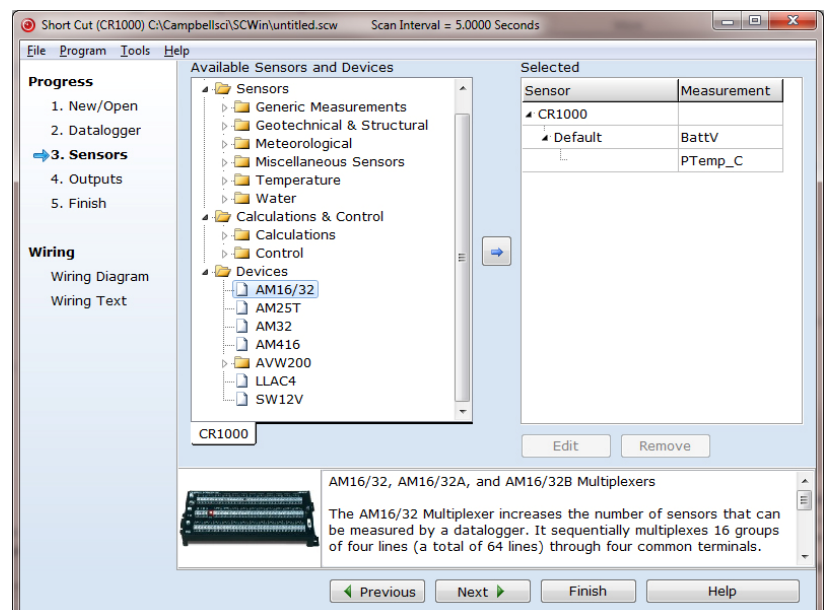 Short Cut (CR1000) C:\Campbellsci\SCWin\untitled.scw Scan Interval = 5.0000 Seconds
File Program Tools Help
Progress
1. New/Open
2. Datalogger
3. Sensors
4. Outputs
5. Finish
Wiring
Wiring Diagram
Wiring Text
Available Sensors and Devices
Sensors
Generic Measurements
Geotechnical & Structural
Meteorological
Miscellaneous Sensors
Temperature
Water
Calculations & Control
Calculations
Control
Devices
AM16/32
AM25T
AM32
AM416
AVW200
LLAC4
SW12V
CR1000
Selected
Sensor Measurement
CR1000
Default BattV
PTemp_C
Edit Remove
AM16/32, AM16/32A, and AM16/32B Multiplexers
The AM16/32 Multiplexer increases the number of sensors that can
be measured by a datalogger. It sequentially multiplexes 16 groups
of four lines (a total of 64 lines) through four common terminals.
Previous Next Finish Help